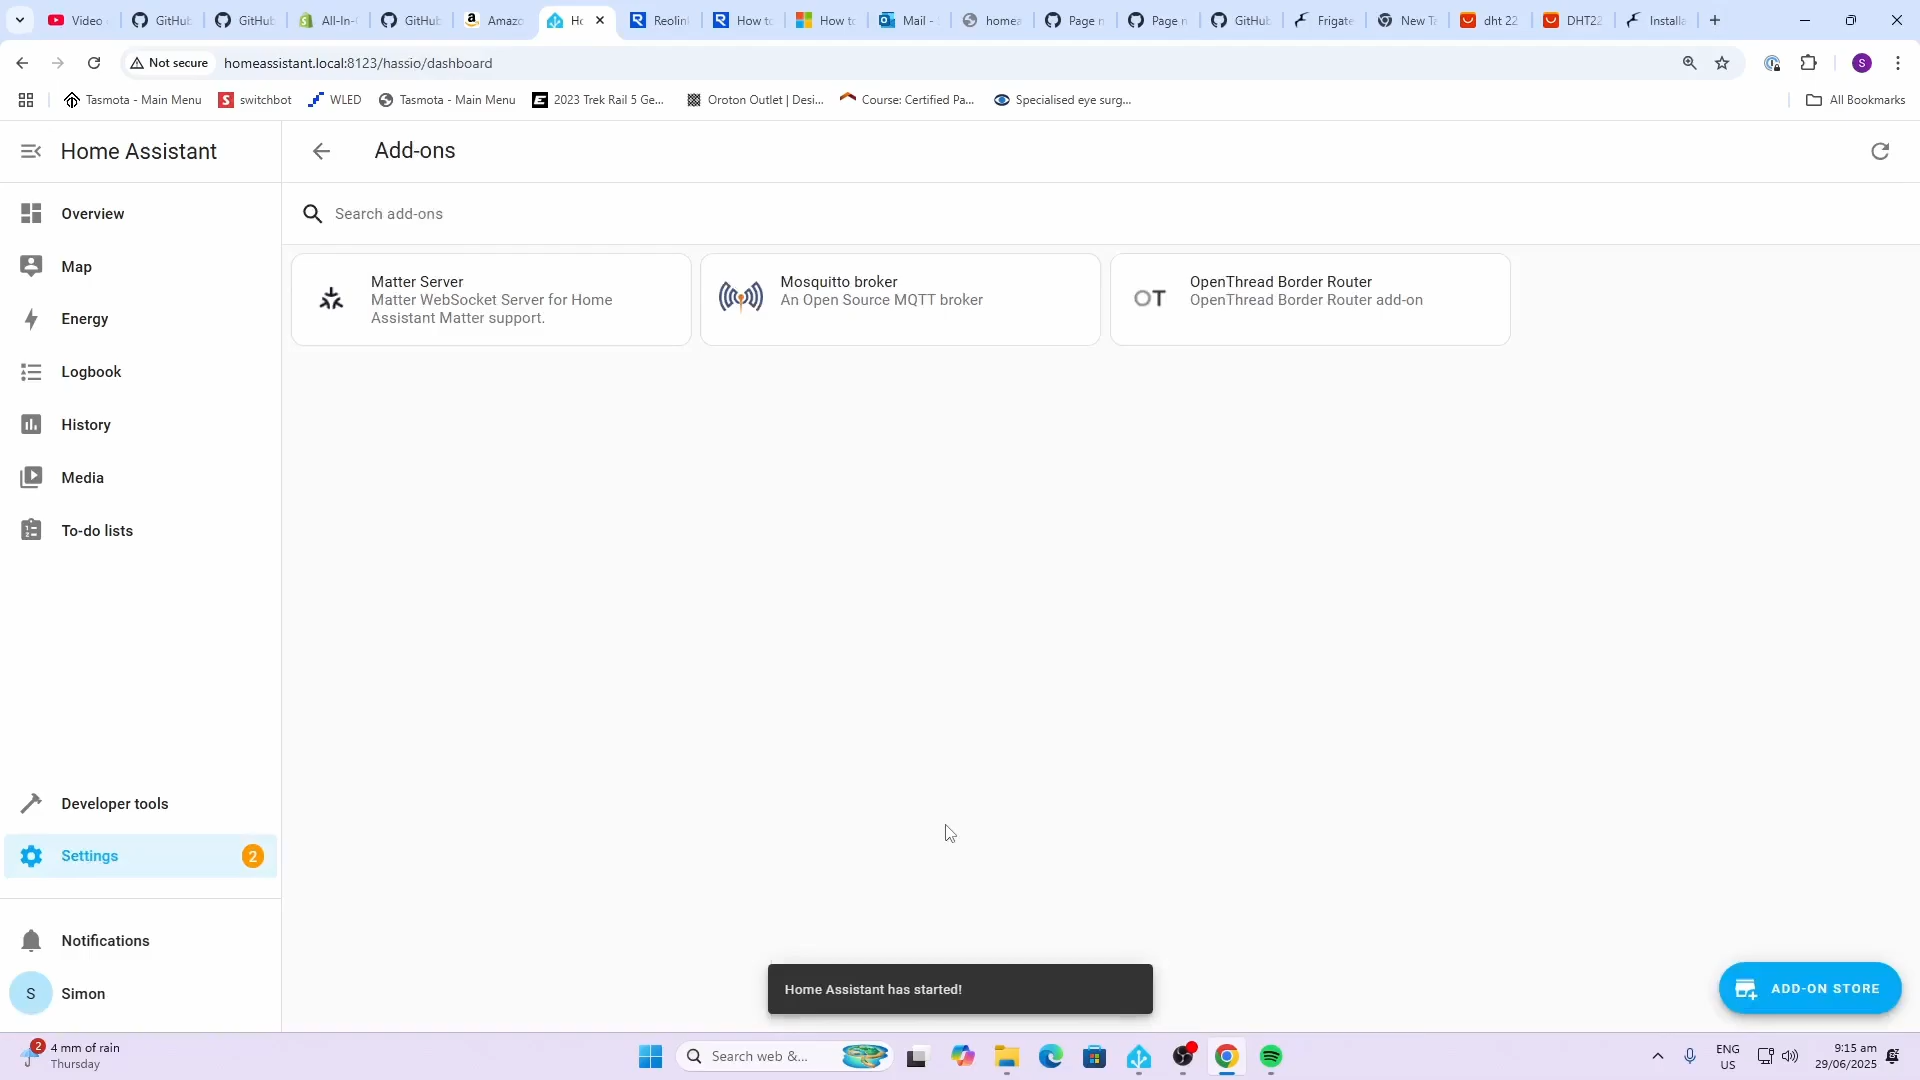 Video
GitHub
GitHub
All-In-
GitHub
Amazo
Ho
Reolin
How to
How to
Mail -
homea
Page n
Page n
GitHub
Frigate
New Ta
dht 22
DHT22
Installa
Not secure
homeassistant.local:8123/hassio/dashboard
S
Tasmota - Main Menu
switchbot
WLED
Tasmota - Main Menu
2023 Trek Rail 5 Ge...
Oroton Outlet | Desi...
Course: Certified Pa...
Specialised eye surg...
All Bookmarks
Home Assistant
Add-ons
Overview
Search add-ons
Map
Matter Server
Matter WebSocket Server for Home
Assistant Matter support.
Mosquitto broker
An Open Source MQTT broker
OT
OpenThread Border Router
OpenThread Border Router add-on
Energy
Logbook
History
Media
To-do lists
Developer tools
Settings
2
Notifications
S
Simon
Home Assistant has started!
ADD-ON STORE
2
4 mm of rain
Thursday
Search web &...
ENG
US
9:15 am
29/06/2025